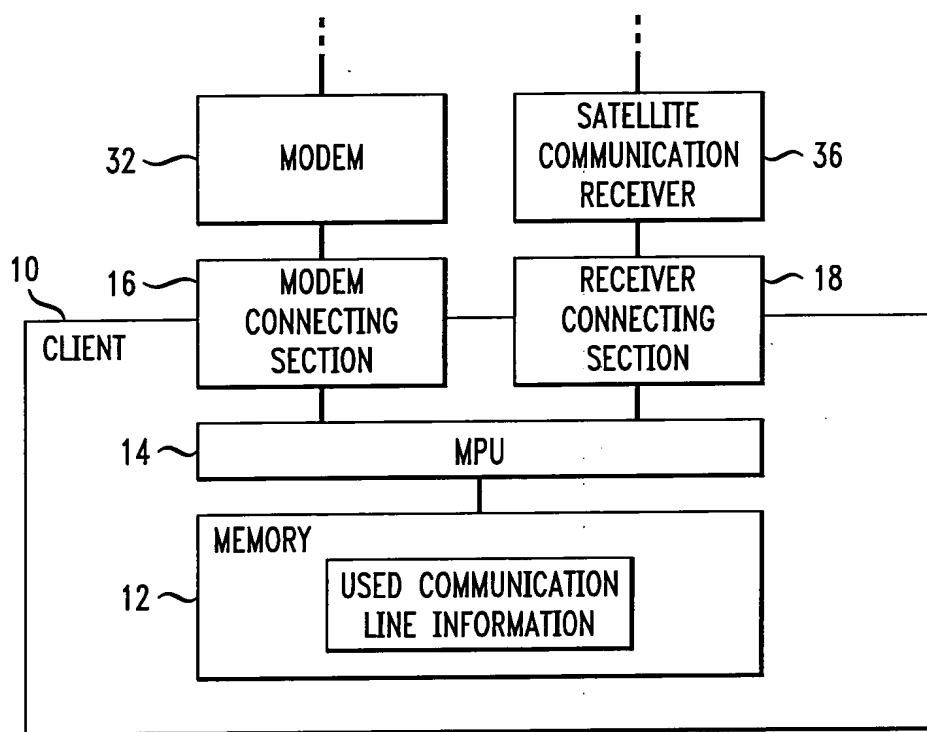 32
MODEM
SATELLITE
COMMUNICATION
RECEIVER
36
10
16
MODEM
CONNECTING
SECTION
RECEIVER
CONNECTING
SECTION
18
CLIENT
14
MPU
MEMORY
12
USED COMMUNICATION
LINE INFORMATION